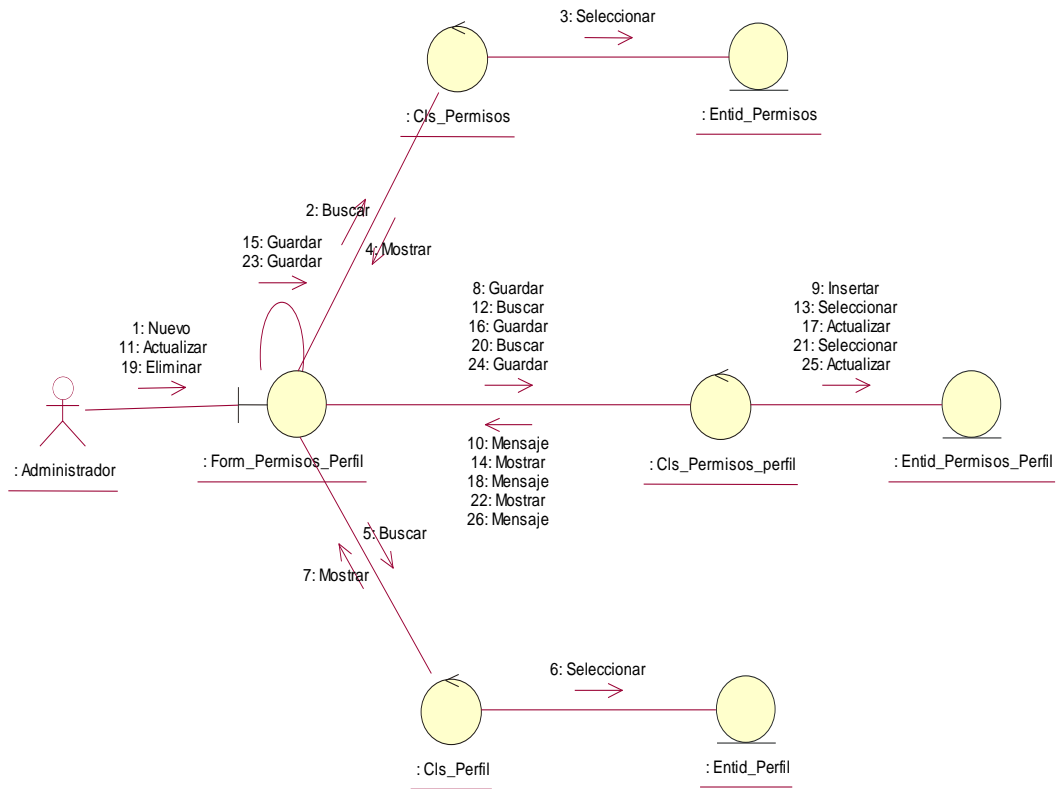 3: Seleccionar
: Cls_Permisos
: Entid_Permisos
2: Buscar
4: Mostrar
15: Guardar
23: Guardar
1: Nuevo
11: Actualizar
19: Eliminar
8: Guardar
12: Buscar
16: Guardar
20: Buscar
24: Guardar
9: Insertar
13: Seleccionar
17: Actualizar
21: Seleccionar
25: Actualizar
10: Mensaje
14: Mostrar
18: Mensaje
22: Mostrar
26: Mensaje
: Administrador
: Form_Permisos_Perfil
: Cls_Permisos_perfil
: Entid_Permisos_Perfil
5: Buscar
7: Mostrar
6: Seleccionar
: Cls_Perfil
: Entid_Perfil